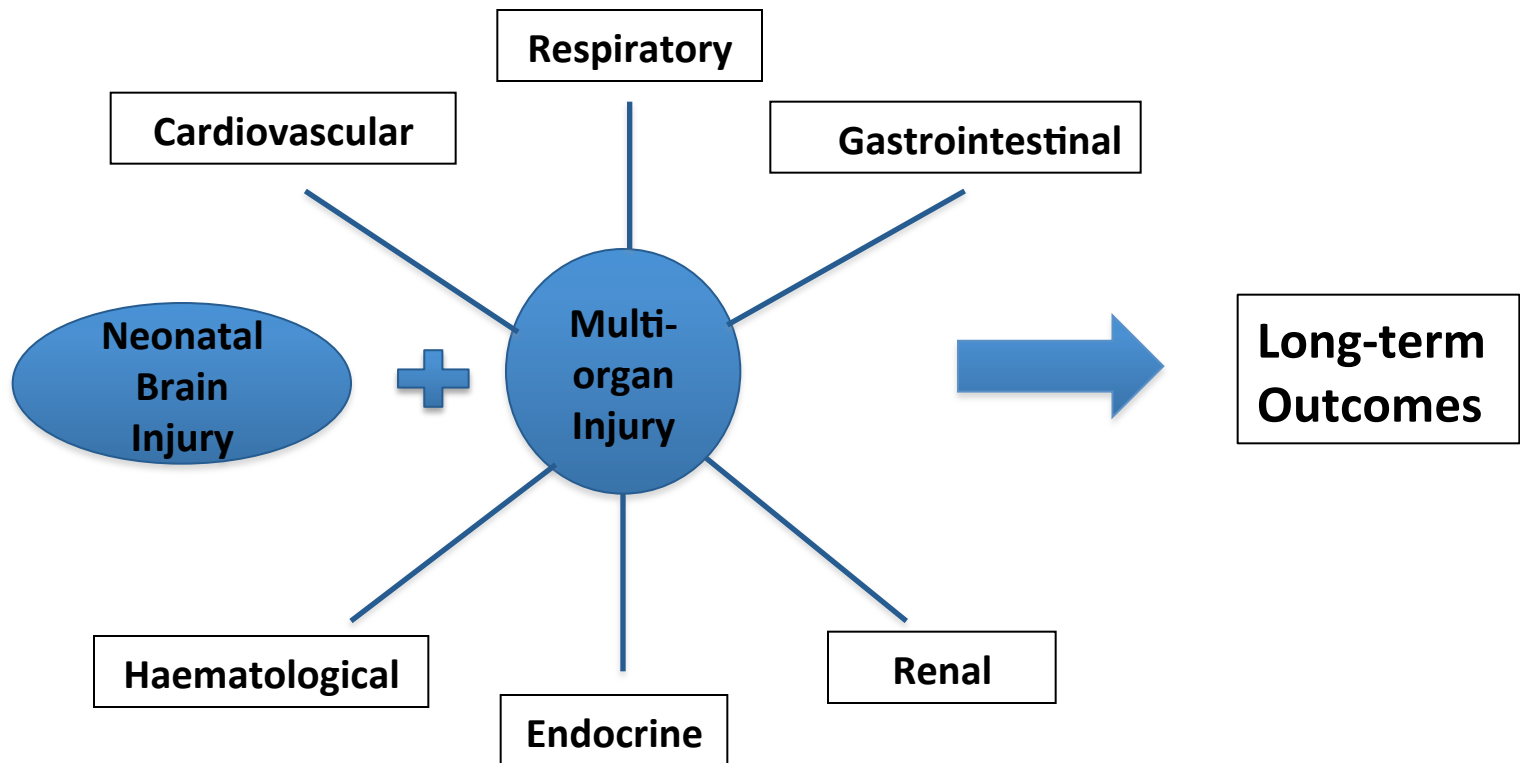 Respiratory
Cardiovascular
Gastrointestinal
Neonatal
Brain
Injury
Multi-
organ
Injury
Long-term
Outcomes
Haematological
Renal
Endocrine